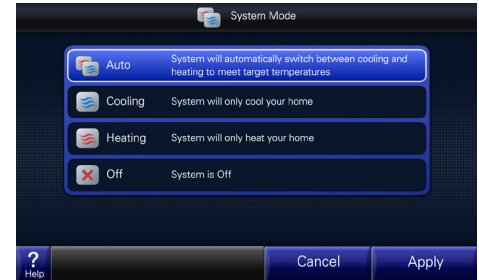 System Mode
Auto
System will automatically switch between cooling and
heating to meet target temperatures
Cooling
System will only cool your home
Heating
System will only heat your home
Off
System is Off
?
Help
Cancel
Apply